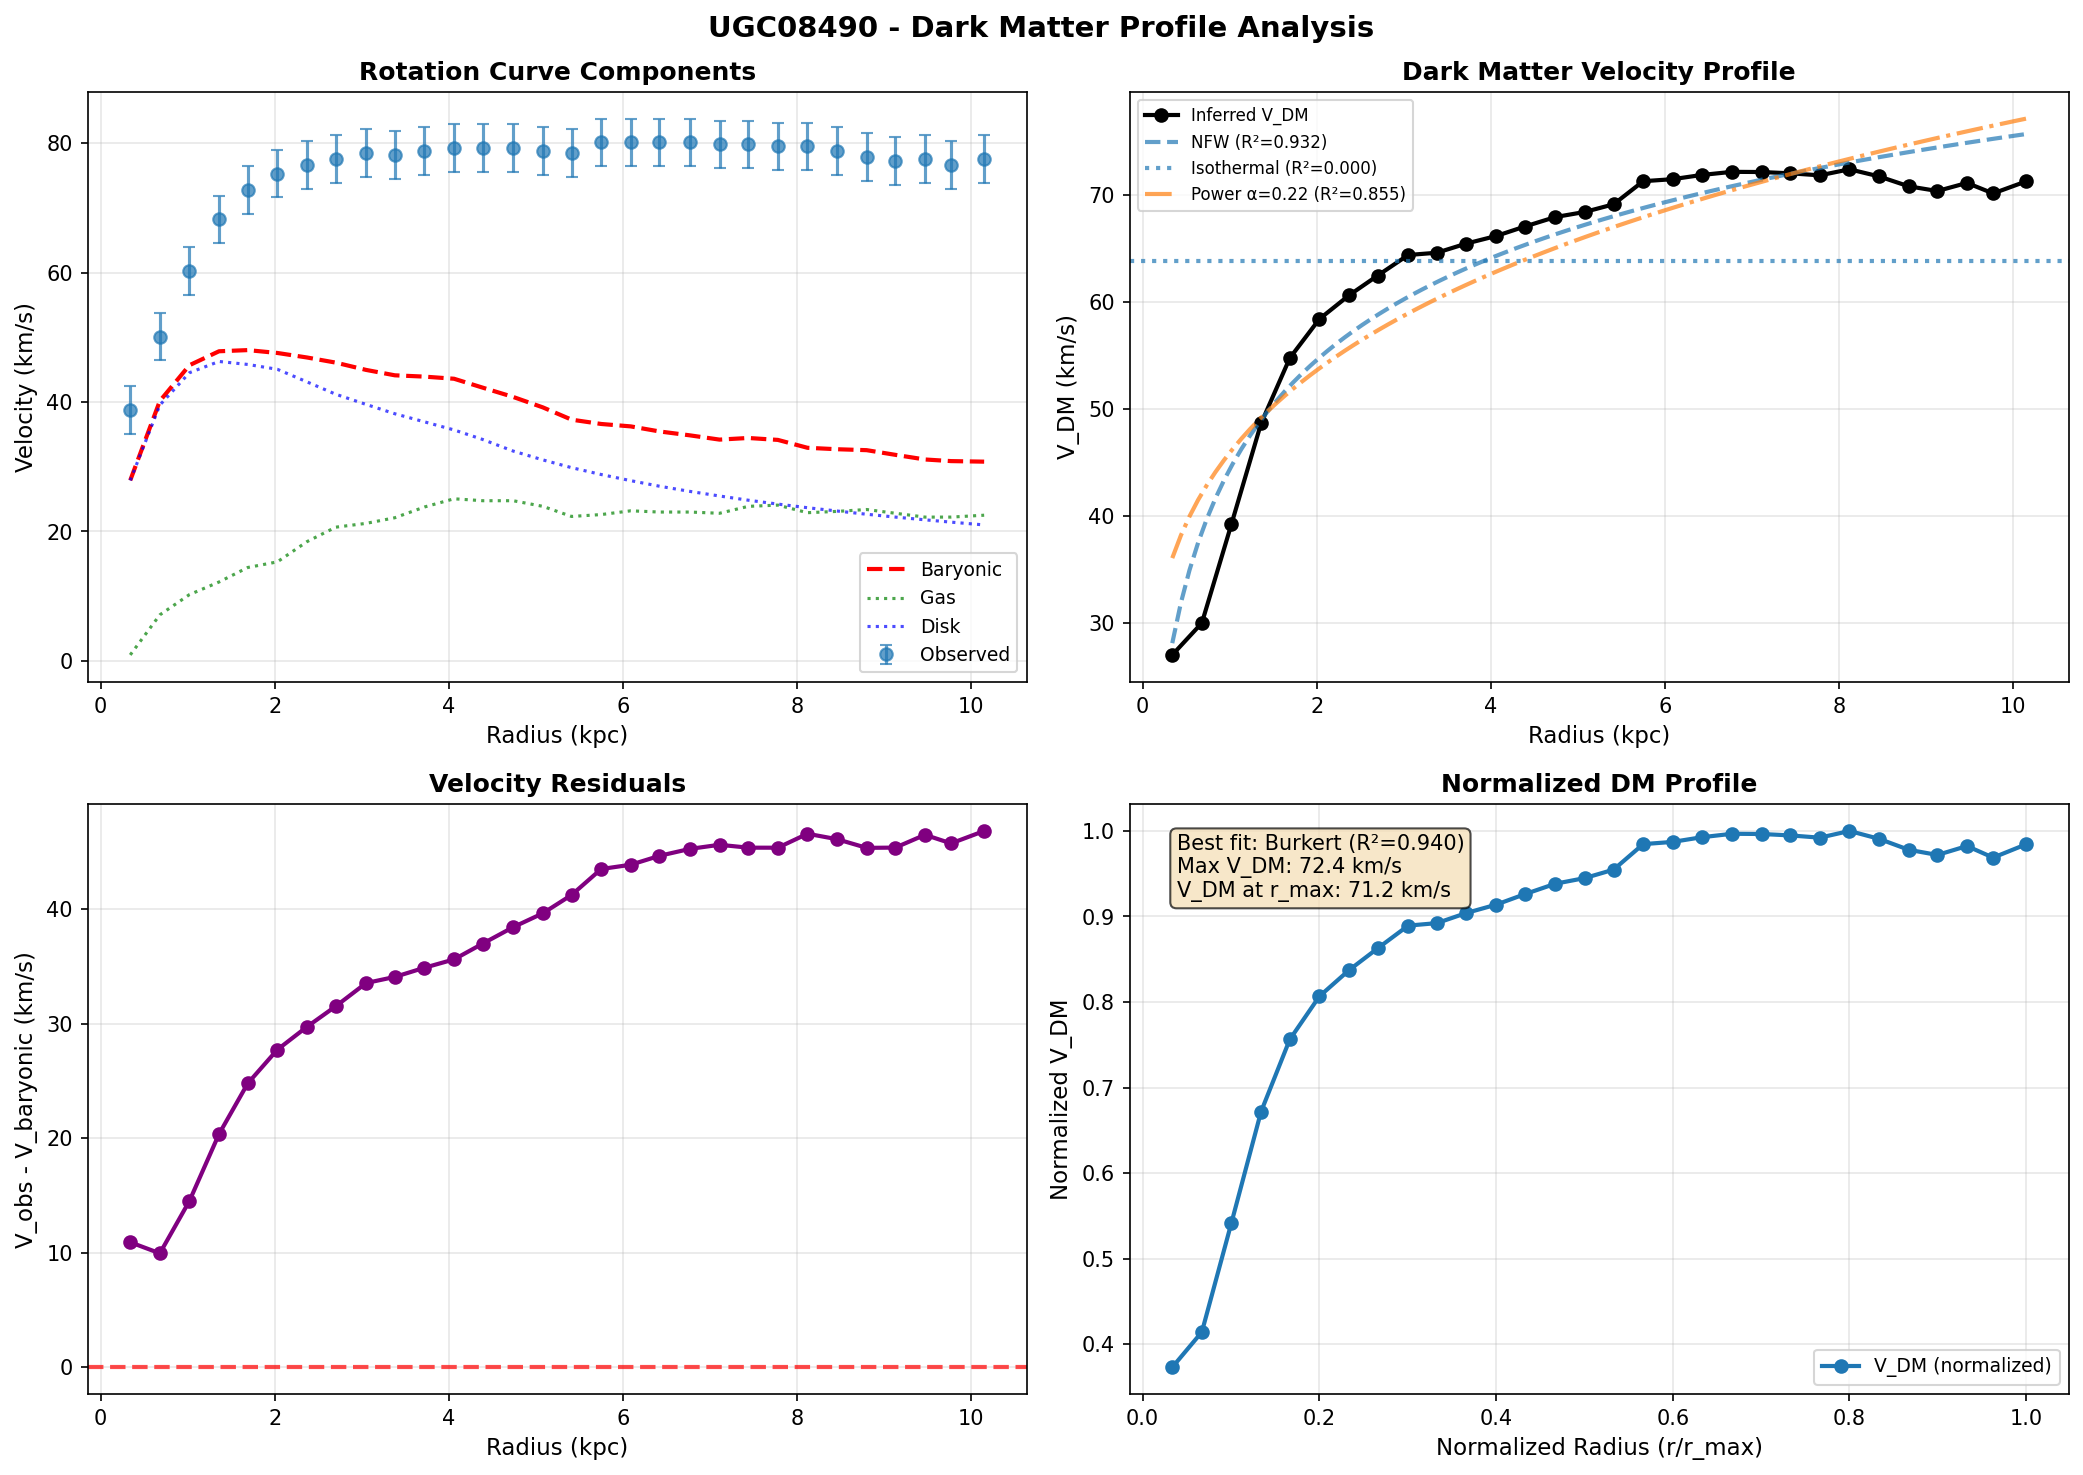 UGC08490 - Dark Matter Profile Analysis
Rotation Curve Components
Velocity (km/s)
80
60
40
20
0
Baryonic
Gas
Disk
Observed
0 2 4 6 8 10
Radius (kpc)
Dark Matter Velocity Profile
V_DM (km/s)
70
60
50
40
30
Inferred V_DM
NFW (R²=0.932)
Isothermal (R²=0.000)
Power α=0.22 (R²=0.855)
0 2 4 6 8 10
Radius (kpc)
Velocity Residuals
V_obs - V_baryonic (km/s)
40
30
20
10
0
0 2 4 6 8 10
Radius (kpc)
Normalized DM Profile
Normalized V_DM
1.0
0.9
0.8
0.7
0.6
0.5
0.4
Best fit: Burkert (R²=0.940)
Max V_DM: 72.4 km/s
V_DM at r_max: 71.2 km/s
V_DM (normalized)
0.0 0.2 0.4 0.6 0.8 1.0
Normalized Radius (r/r_max)